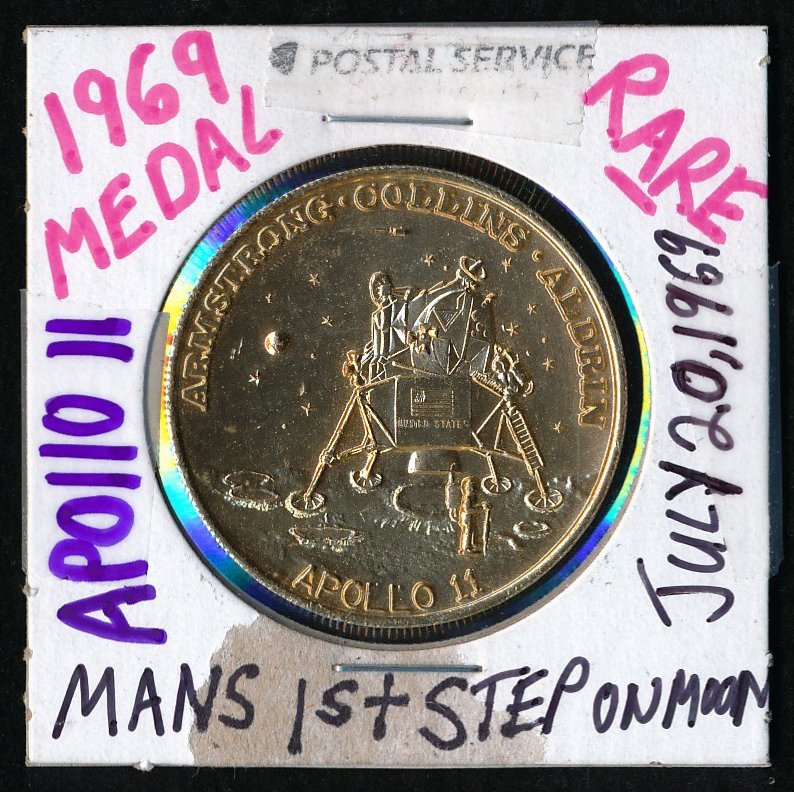 POSTAL SERVICE
1969
MEDAL
RARE
APOllO 11
JULY 20, 1969
ARMSTRONG · COLLINS · ALDRIN
UNITED STATES
APOLLO 11
MANS 1st STEP ON MOON